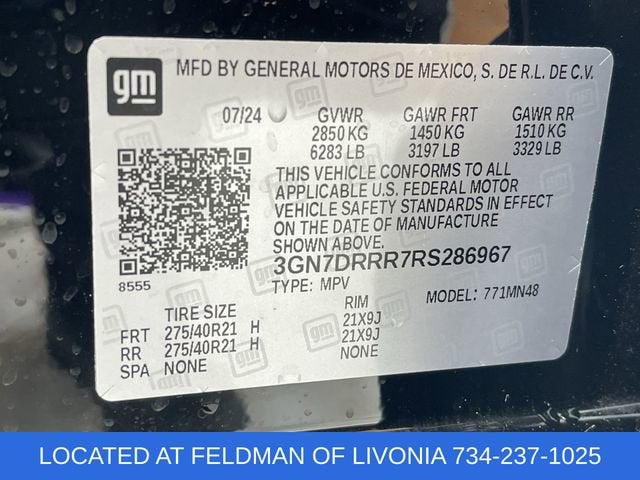 gm
MFD BY GENERAL MOTORS DE MEXICO, S. DE R.L. DE C.V.
07/24 GVWR GAWR FRT GAWR RR
2850 KG 1450 KG 1510 KG
6283 LB 3197 LB 3329 LB
THIS VEHICLE CONFORMS TO ALL
APPLICABLE U.S. FEDERAL MOTOR
VEHICLE SAFETY STANDARDS IN EFFECT
ON THE DATE OF MANUFACTURE
SHOWN ABOVE.
3GN7DRRR7RS286967
8555 TYPE: MPV MODEL: 771MN48
TIRE SIZE RIM
FRT 275/40R21 H 21X9J
RR 275/40R21 H 21X9J
SPA NONE NONE
LOCATED AT FELDMAN OF LIVONIA 734-237-1025